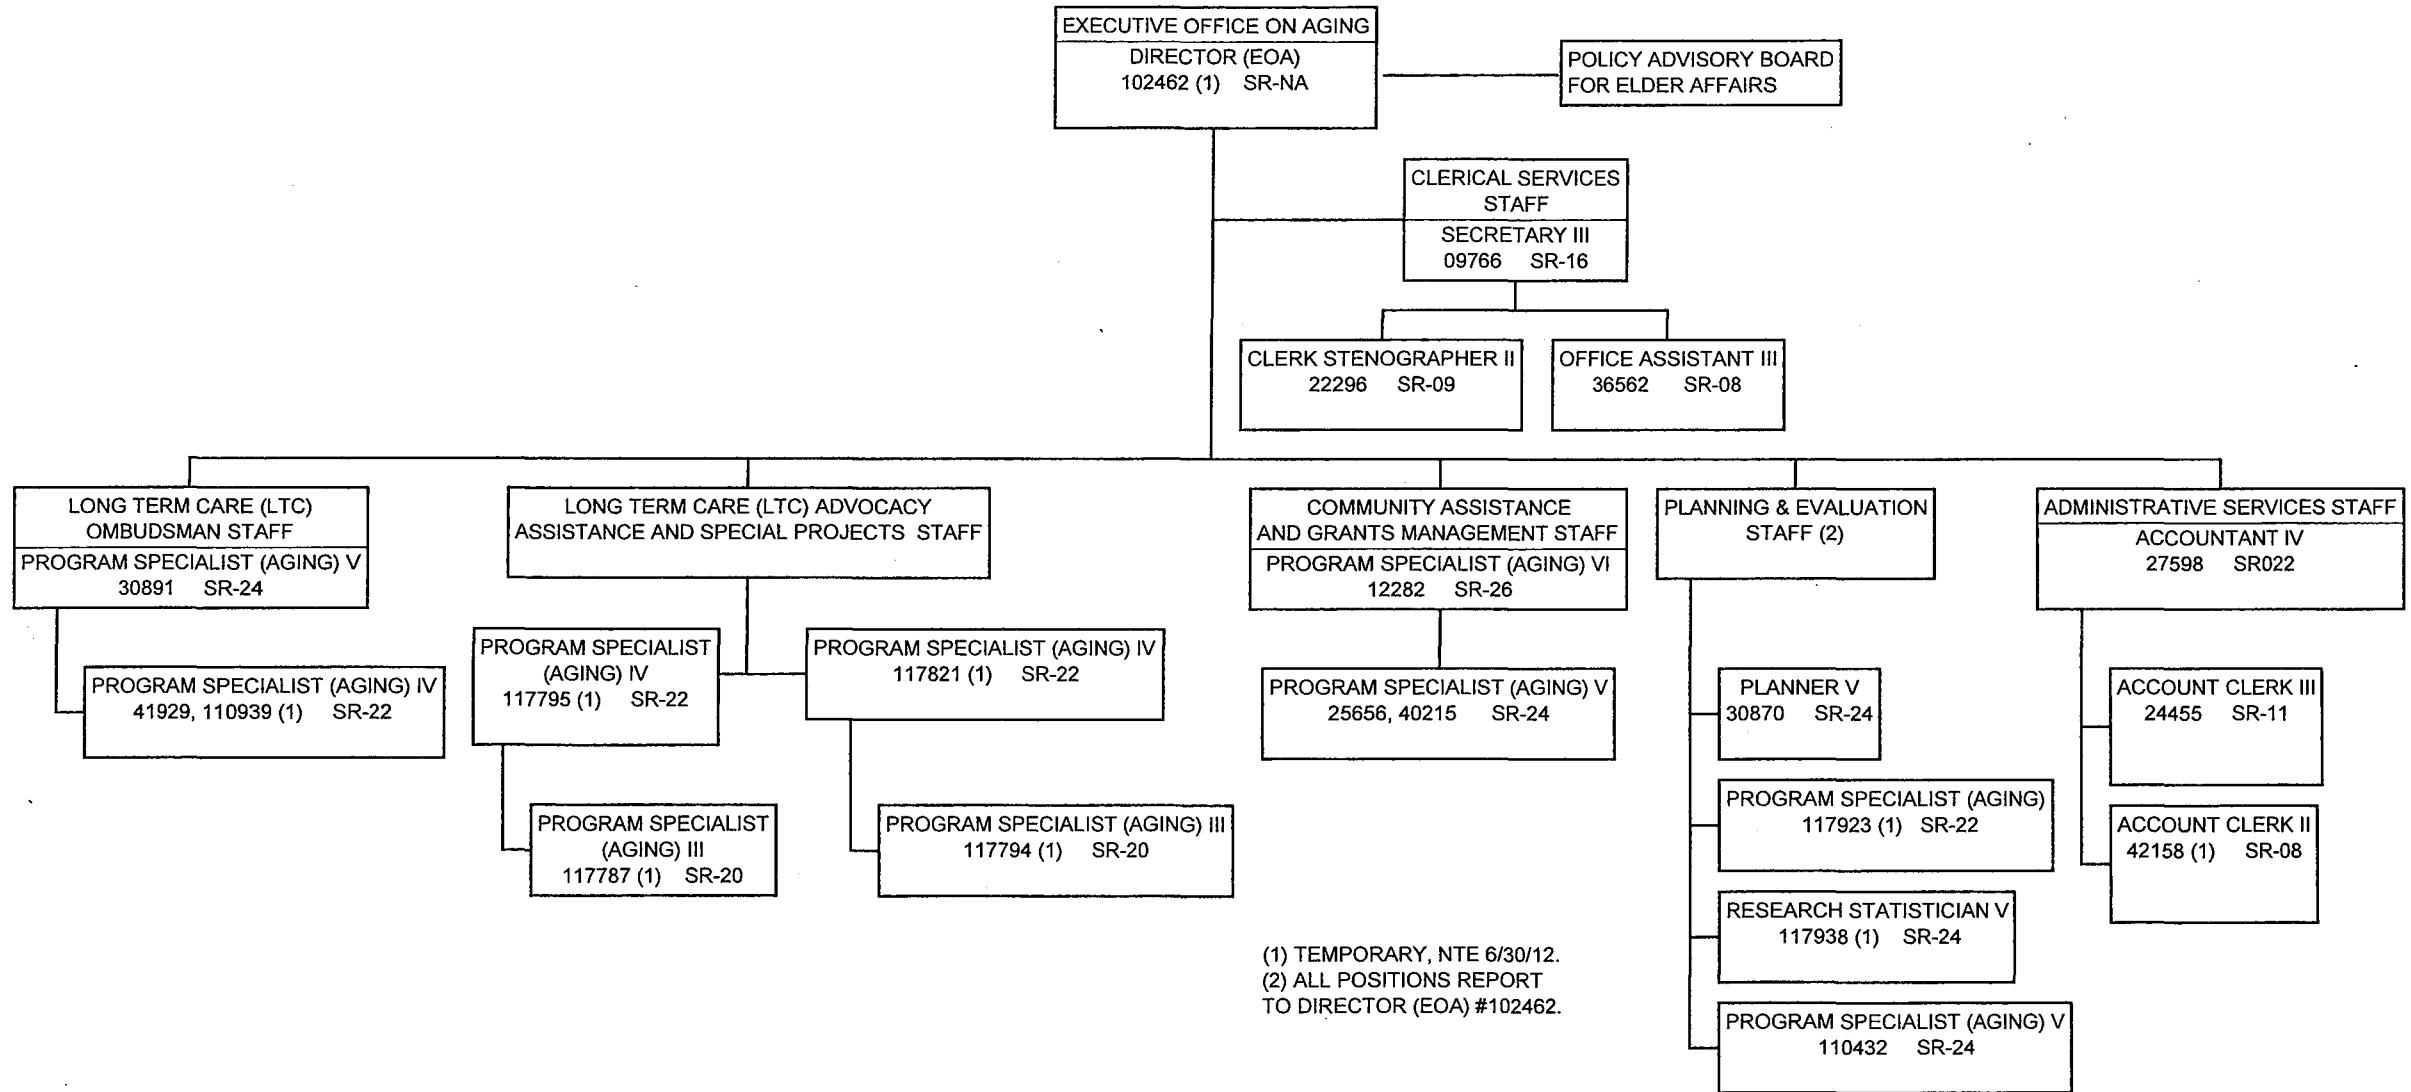 EXECUTIVE OFFICE ON AGING
DIRECTOR (EOA)
102462 (1) SR-NA
POLICY ADVISORY BOARD
FOR ELDER AFFAIRS
CLERICAL SERVICES
STAFF
SECRETARY III
09766 SR-16
CLERK STENOGRAPHER II
22296 SR-09
OFFICE ASSISTANT III
36562 SR-08
LONG TERM CARE (LTC)
OMBUDSMAN STAFF
PROGRAM SPECIALIST (AGING) V
30891 SR-24
PROGRAM SPECIALIST (AGING) IV
41929, 110939 (1) SR-22
LONG TERM CARE (LTC) ADVOCACY
ASSISTANCE AND SPECIAL PROJECTS STAFF
PROGRAM SPECIALIST
(AGING) IV
117795 (1) SR-22
PROGRAM SPECIALIST
(AGING) III
117787 (1) SR-20
PROGRAM SPECIALIST (AGING) IV
117821 (1) SR-22
PROGRAM SPECIALIST (AGING) III
117794 (1) SR-20
COMMUNITY ASSISTANCE
AND GRANTS MANAGEMENT STAFF
PROGRAM SPECIALIST (AGING) VI
12282 SR-26
PROGRAM SPECIALIST (AGING) V
25656, 40215 SR-24
PLANNING & EVALUATION
STAFF (2)
PLANNER V
30870 SR-24
PROGRAM SPECIALIST (AGING)
117923 (1) SR-22
RESEARCH STATISTICIAN V
117938 (1) SR-24
PROGRAM SPECIALIST (AGING) V
110432 SR-24
ADMINISTRATIVE SERVICES STAFF
ACCOUNTANT IV
27598 SR022
ACCOUNT CLERK III
24455 SR-11
ACCOUNT CLERK II
42158 (1) SR-08
(1) TEMPORARY, NTE 6/30/12.
(2) ALL POSITIONS REPORT
TO DIRECTOR (EOA) #102462.